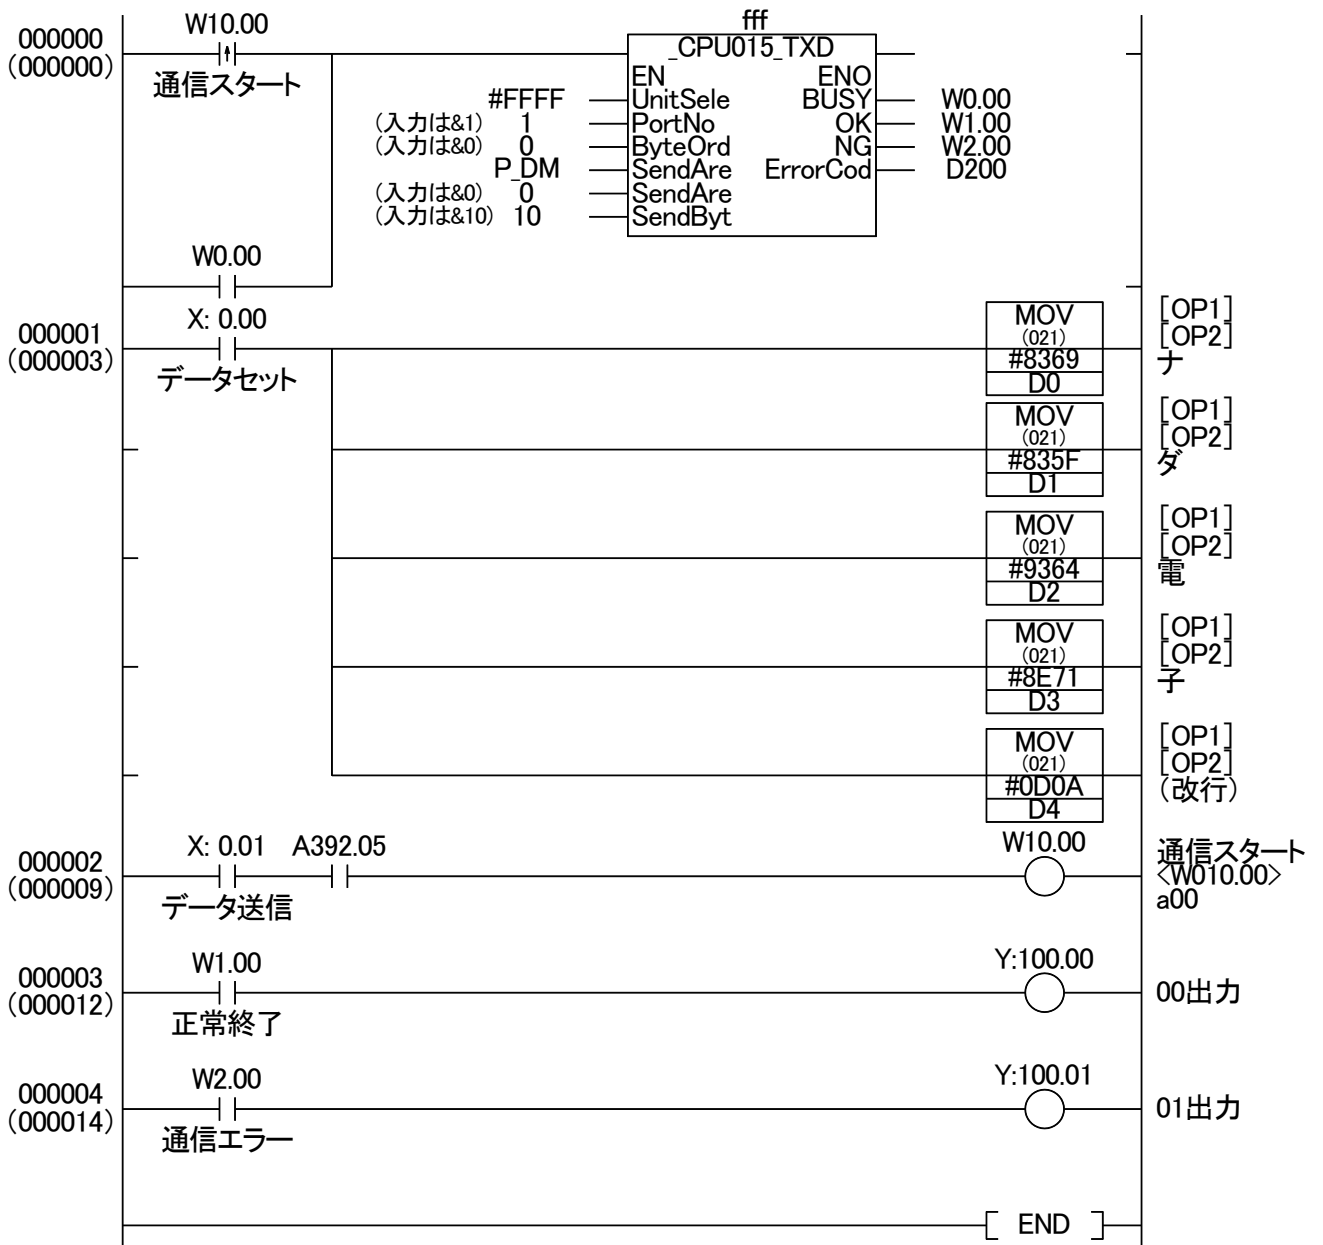 000000
(000000)
W10.00
通信スタート
fff
_CPU015_TXD
EN ENO
#FFFF UnitSele BUSY W0.00
(入力は&1) 1 PortNo OK W1.00
(入力は&0) 0 ByteOrd NG W2.00
P_DM SendAre ErrorCod D200
(入力は&0) 0 SendAre
(入力は&10) 10 SendByt
W0.00
000001
(000003)
X: 0.00
データセット
MOV
(021)
#8369
D0
[OP1]
[OP2]
ナ
MOV
(021)
#835F
D1
[OP1]
[OP2]
ダ
MOV
(021)
#9364
D2
[OP1]
[OP2]
電
MOV
(021)
#8E71
D3
[OP1]
[OP2]
子
MOV
(021)
#0D0A
D4
[OP1]
[OP2]
(改行)
000002
(000009)
X: 0.01 A392.05
データ送信
W10.00
通信スタート
<W010.00>
a00
000003
(000012)
W1.00
正常終了
Y:100.00
00出力
000004
(000014)
W2.00
通信エラー
Y:100.01
01出力
END